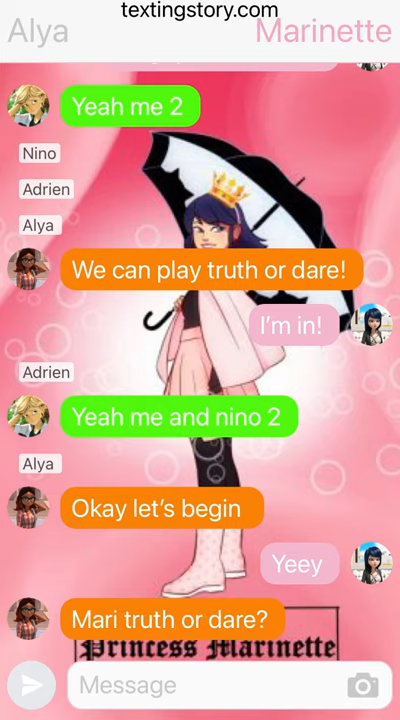 textingstory.com
Alya
Marinette
Yeah me 2
Nino
Adrien
Alya
We can play truth or dare!
I'm in!
Adrien
Yeah me and nino 2
Alya
Okay let's begin
Yeey
Mari truth or dare?
Princess Marinette
Message